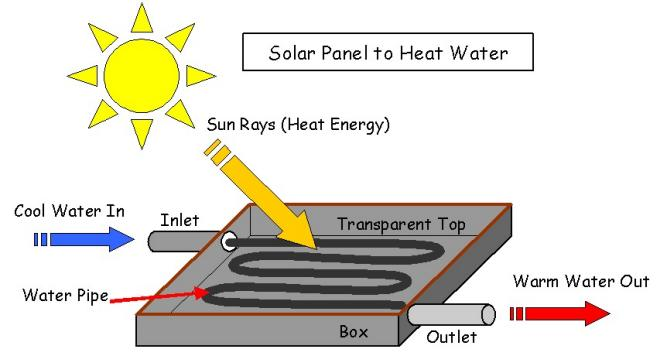 Solar Panel to Heat Water
Sun Rays (Heat Energy)
Cool Water In
Inlet
Transparent Top
Water Pipe
Warm Water Out
Box
Outlet